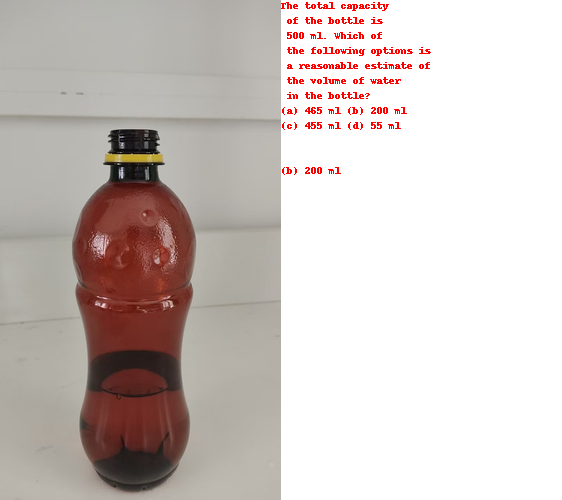 The total capacity
of the bottle is
500 ml. Which of
the following options is
a reasonable estimate of
the volume of water
in the bottle?
(a) 465 ml (b) 200 ml
(c) 455 ml (d) 55 ml
(b) 200 ml